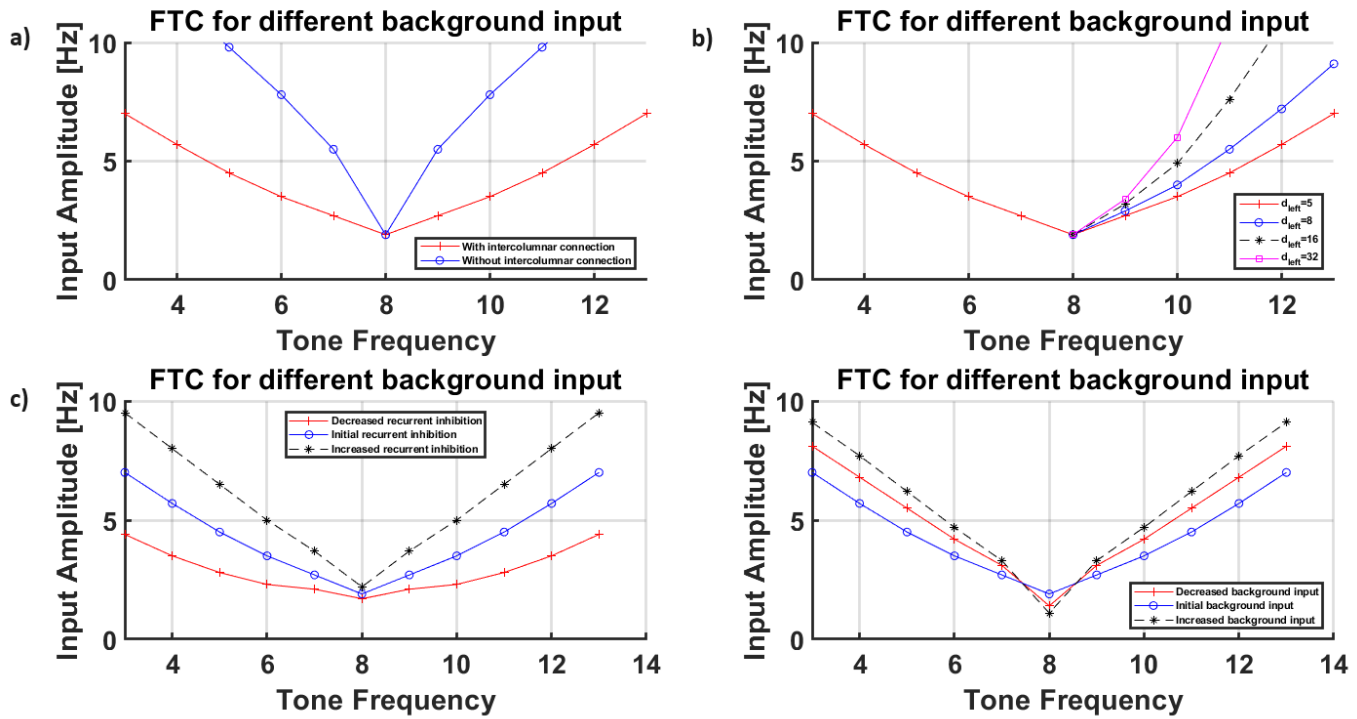 a)
FTC for different background input
Input Amplitude [Hz]
10
5
0
4
6
8
10
12
Tone Frequency
With intercolumnar connection
Without intercolumnar connection
b)
FTC for different background input
Input Amplitude [Hz]
10
5
0
4
6
8
10
12
Tone Frequency
d_left=5
d_left=8
d_left=16
d_left=32
c)
FTC for different background input
Input Amplitude [Hz]
10
5
0
4
6
8
10
12
14
Tone Frequency
Decreased recurrent inhibition
Initial recurrent inhibition
Increased recurrent inhibition
FTC for different background input
Input Amplitude [Hz]
10
5
0
4
6
8
10
12
14
Tone Frequency
Decreased background input
Initial background input
Increased background input